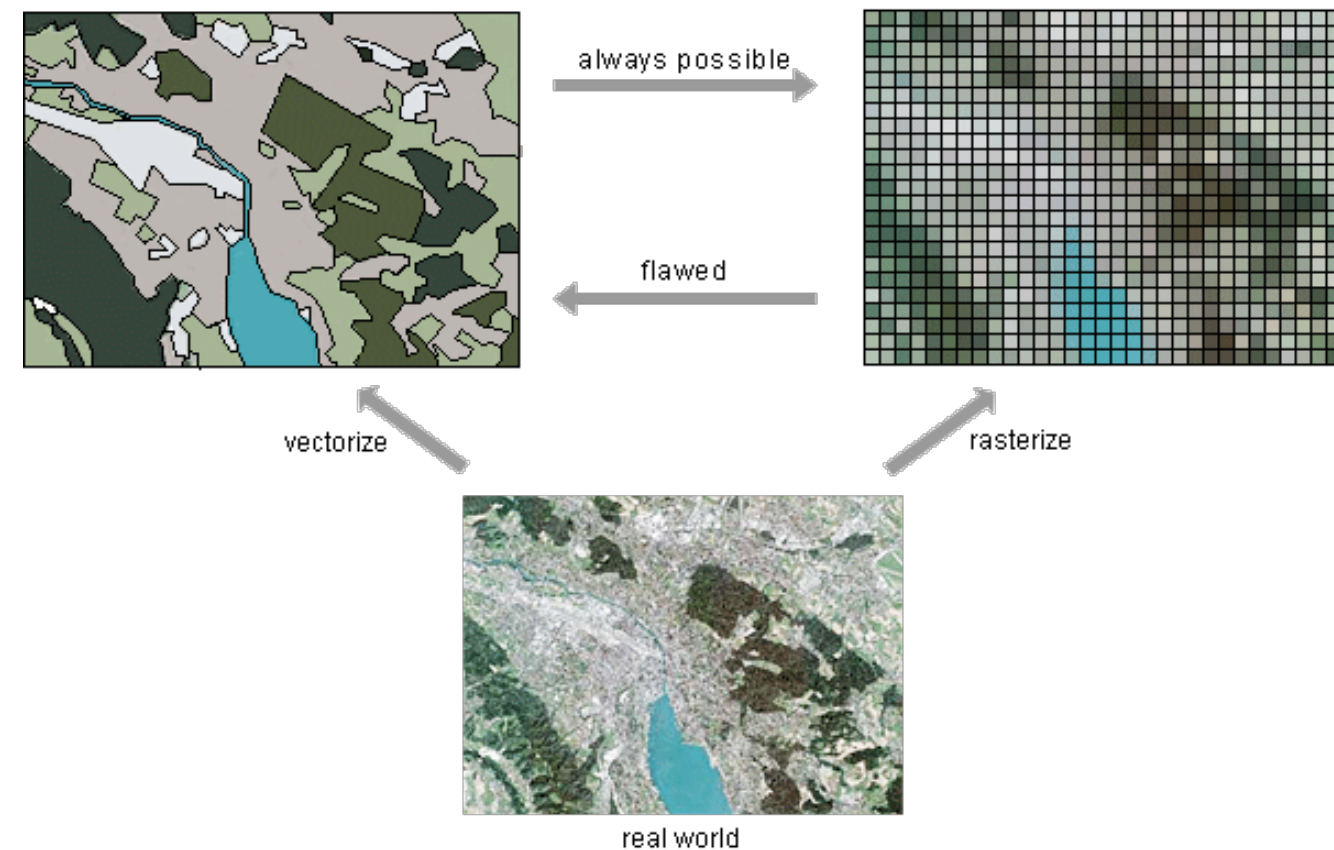 always possible
flawed
vectorize
rasterize
real world